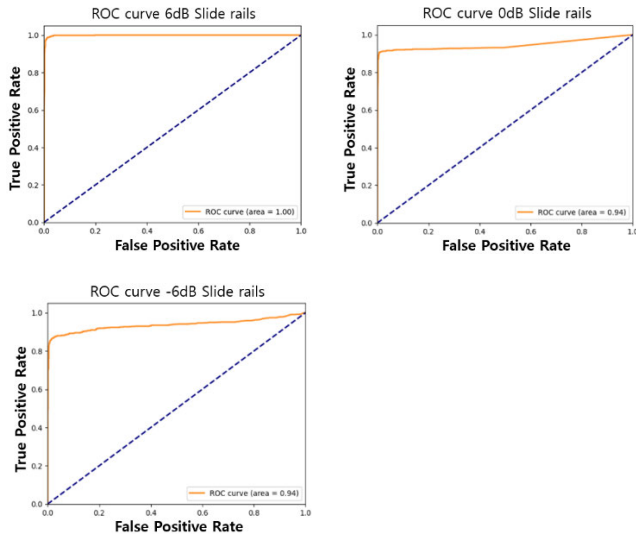 ROC curve 6dB Slide rails
True Positive Rate
1.0
0.8
0.6
0.4
0.2
0.0
ROC curve (area = 1.00)
0.0 0.2 0.4 0.6 0.8 1.0
False Positive Rate
ROC curve 0dB Slide rails
True Positive Rate
1.0
0.8
0.6
0.4
0.2
0.0
ROC curve (area = 0.94)
0.0 0.2 0.4 0.6 0.8 1.0
False Positive Rate
ROC curve -6dB Slide rails
True Positive Rate
1.0
0.8
0.6
0.4
0.2
0.0
ROC curve (area = 0.94)
0.0 0.2 0.4 0.6 0.8 1.0
False Positive Rate